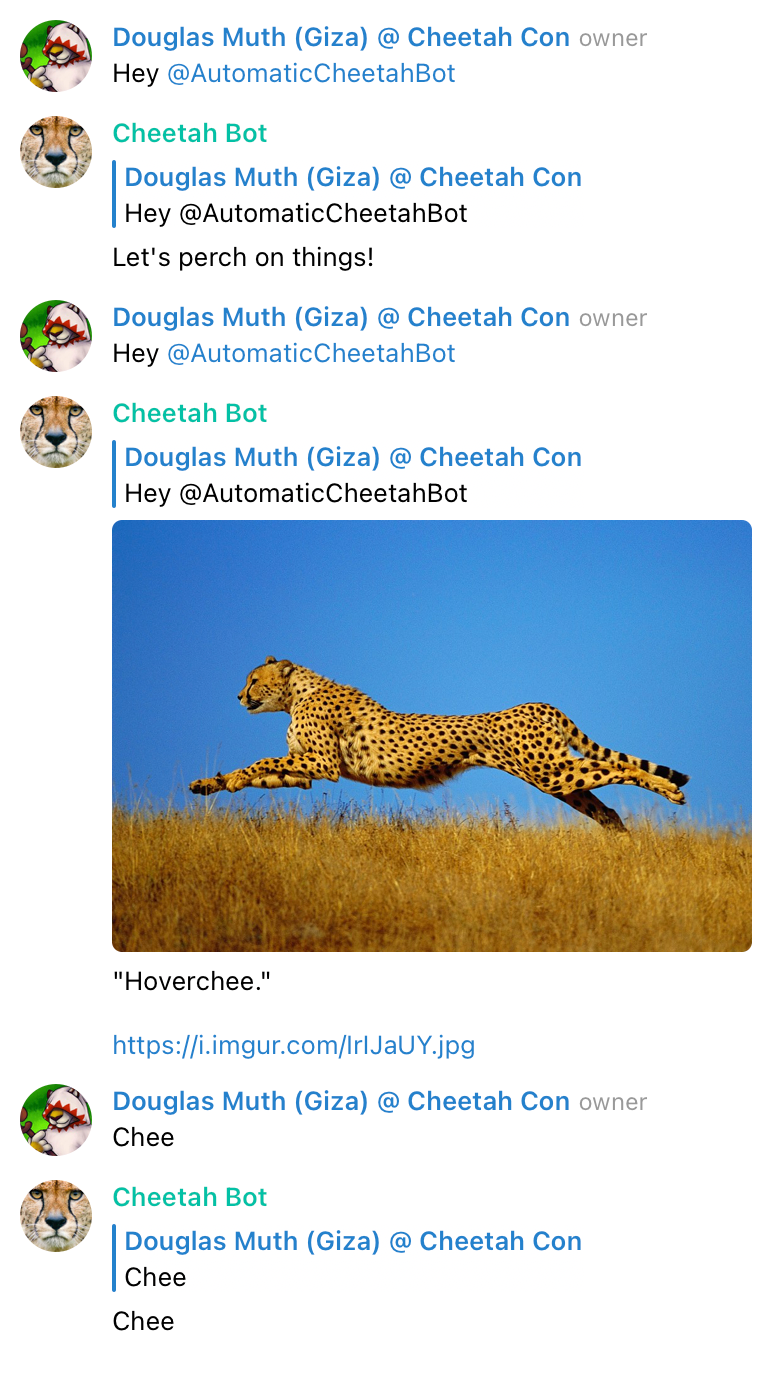 Douglas Muth (Giza) @ Cheetah Con owner
Hey @AutomaticCheetahBot
Cheetah Bot
Douglas Muth (Giza) @ Cheetah Con
Hey @AutomaticCheetahBot
Let's perch on things!
Douglas Muth (Giza) @ Cheetah Con owner
Hey @AutomaticCheetahBot
Cheetah Bot
Douglas Muth (Giza) @ Cheetah Con
Hey @AutomaticCheetahBot
"Hoverchee."
https://i.imgur.com/IrIJaUY.jpg
Douglas Muth (Giza) @ Cheetah Con owner
Chee
Cheetah Bot
Douglas Muth (Giza) @ Cheetah Con
Chee
Chee